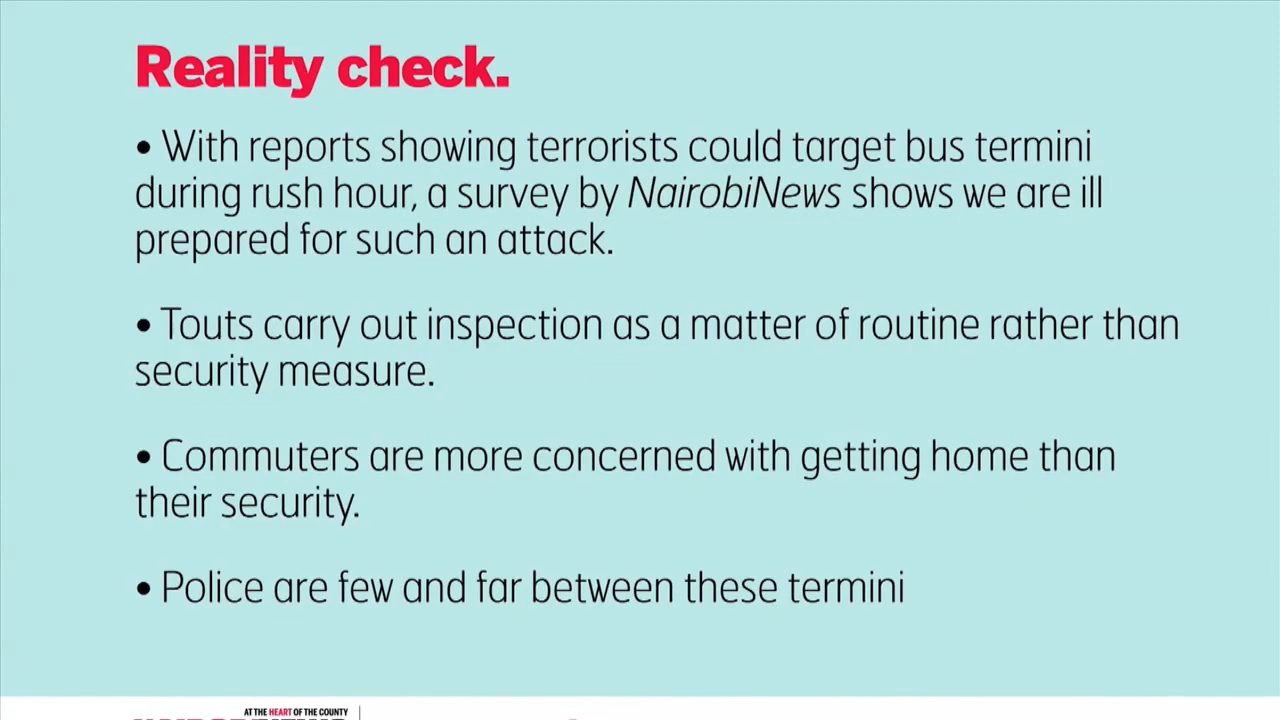 Reality check.
• With reports showing terrorists could target bus termini
during rush hour, a survey by NairobiNews shows we are ill
prepared for such an attack.
• Touts carry out inspection as a matter of routine rather than
security measure.
• Commuters are more concerned with getting home than
their security.
• Police are few and far between these termini
AT THE HEART OF THE COUNTY